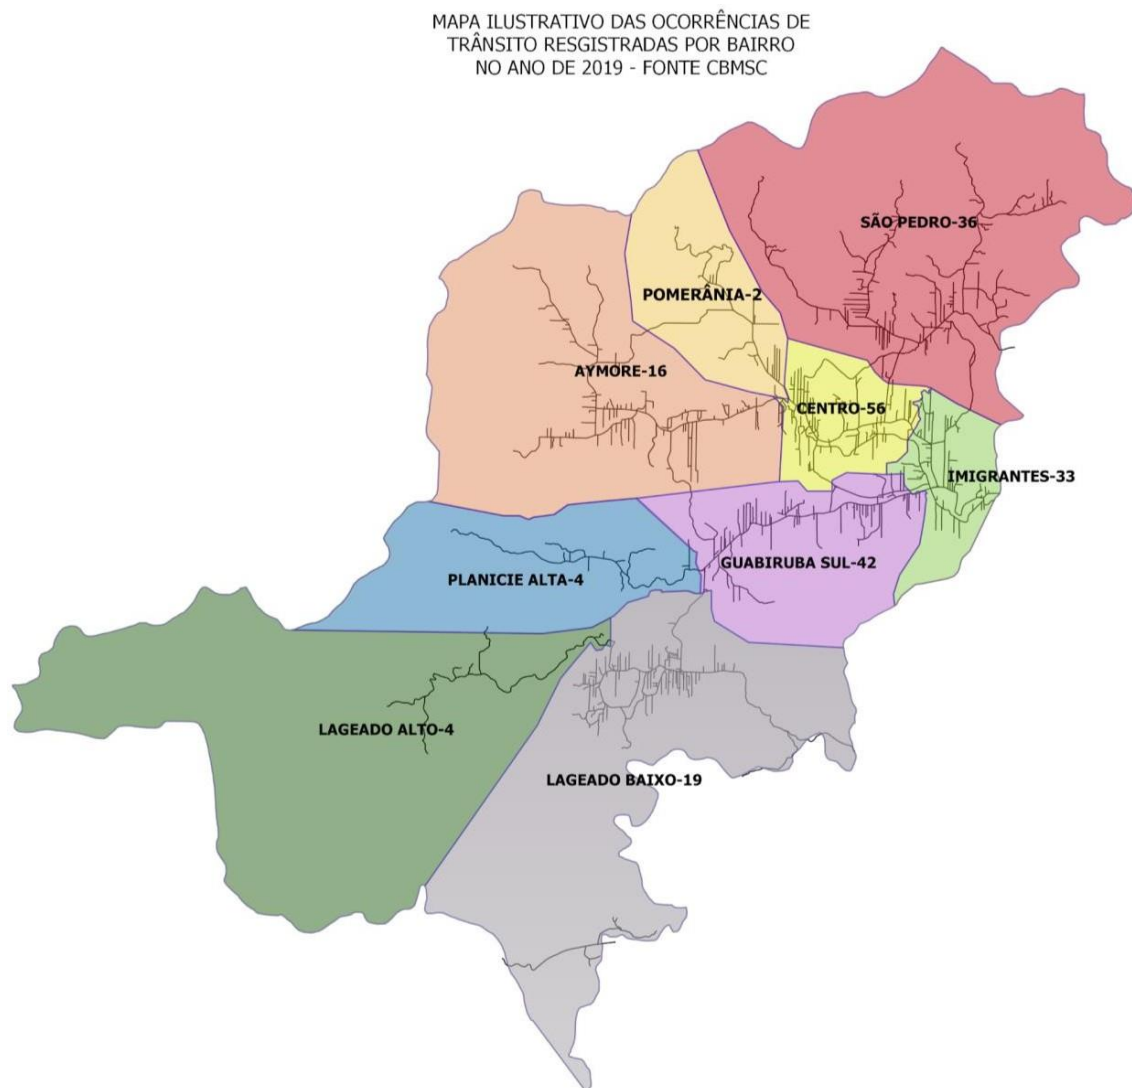 MAPA ILUSTRATIVO DAS OCORRÊNCIAS DE
TRÂNSITO RESGISTRADAS POR BAIRRO
NO ANO DE 2019 - FONTE CBMSC
SÃO PEDRO-36
POMERÂNIA-2
AYMORE-16
CENTRO-56
IMIGRANTES-33
GUABIRUBA SUL-42
PLANICIE ALTA-4
LAGEADO ALTO-4
LAGEADO BAIXO-19